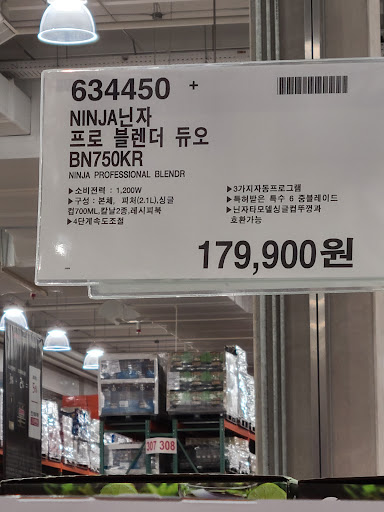 634450 +
NINJA닌자
프로 블렌더 듀오
BN750KR
NINJA PROFESSIONAL BLENDR
▶소비전력 : 1,200W
▶구성 : 본체, 피처(2.1L),싱글
컵700ML,칼날2종,레시피북
▶4단계속도조절
▶3가지자동프로그램
▶특허받은 특수 6 중블레이드
▶닌자타모델싱글컵뚜껑과
호환가능
179,900원
307 308